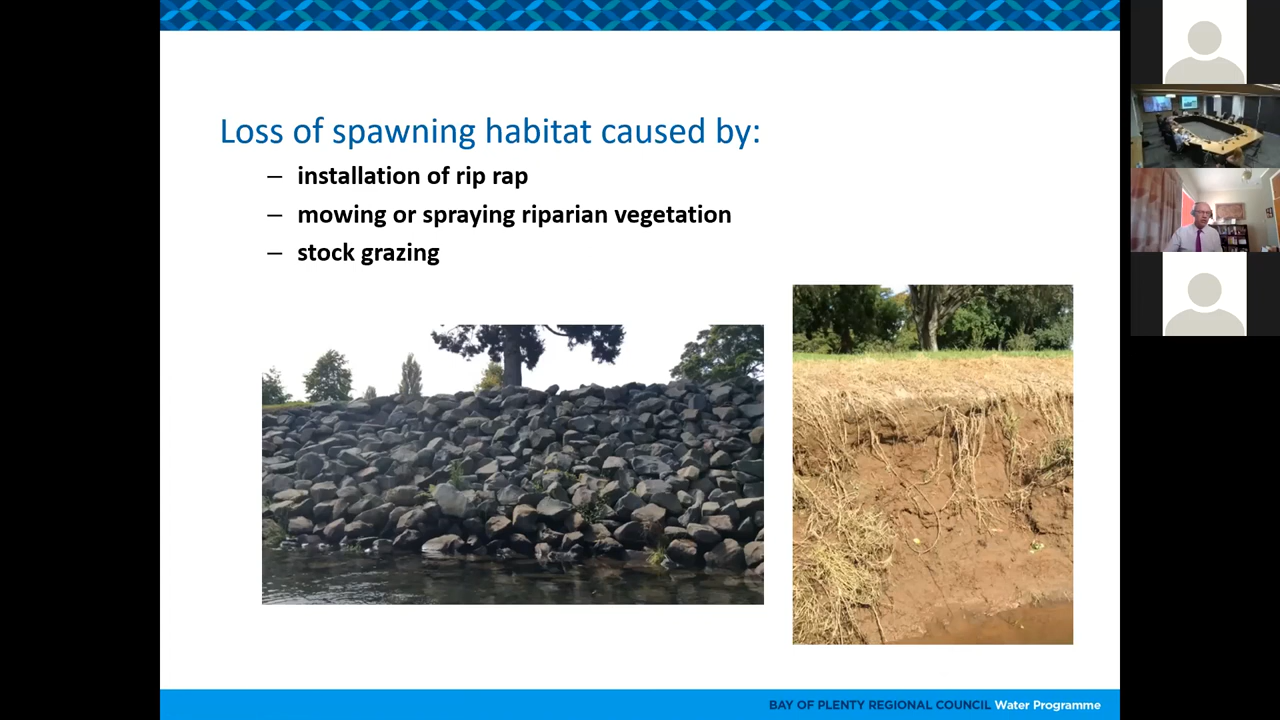 Loss of spawning habitat caused by:
– installation of rip rap
– mowing or spraying riparian vegetation
– stock grazing
BAY OF PLENTY REGIONAL COUNCIL Water Programme